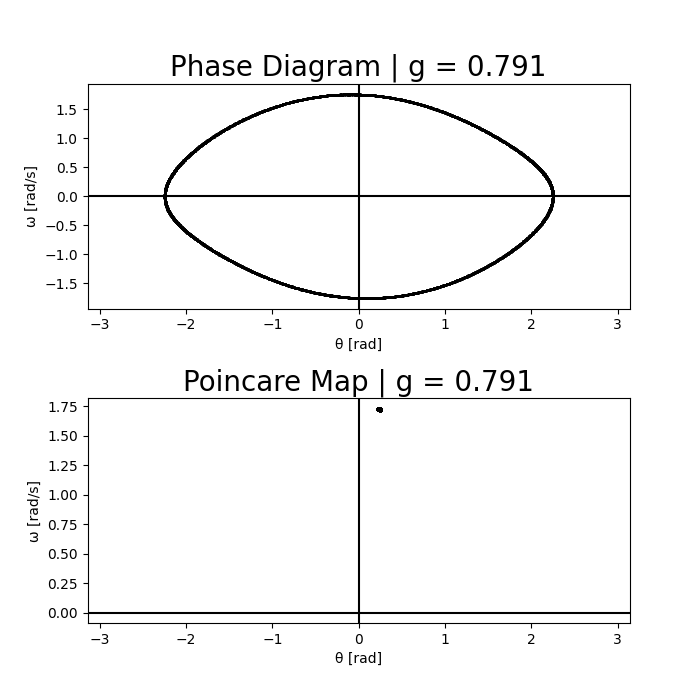 Phase Diagram | g = 0.791
1.5
1.0
0.5
0.0
−0.5
−1.0
−1.5
ω [rad/s]
−3 −2 −1 0 1 2 3
θ [rad]
Poincare Map | g = 0.791
1.75
1.50
1.25
1.00
0.75
0.50
0.25
0.00
ω [rad/s]
−3 −2 −1 0 1 2 3
θ [rad]